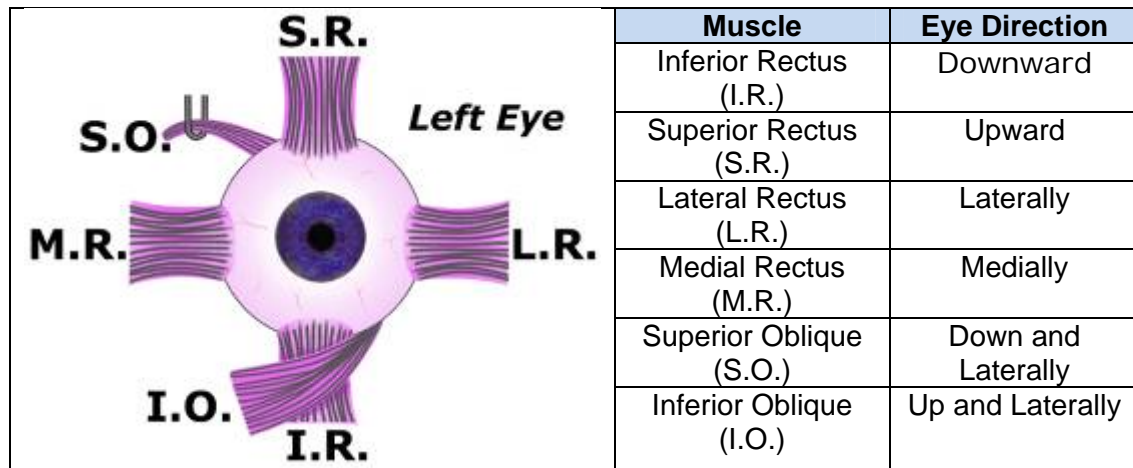 S.R.
Left Eye
S.O.
M.R.
L.R.
I.O.
I.R.
Muscle Eye Direction
Inferior Rectus Downward
(I.R.)
Superior Rectus Upward
(S.R.)
Lateral Rectus Laterally
(L.R.)
Medial Rectus Medially
(M.R.)
Superior Oblique Down and
(S.O.) Laterally
Inferior Oblique Up and Laterally
(I.O.)